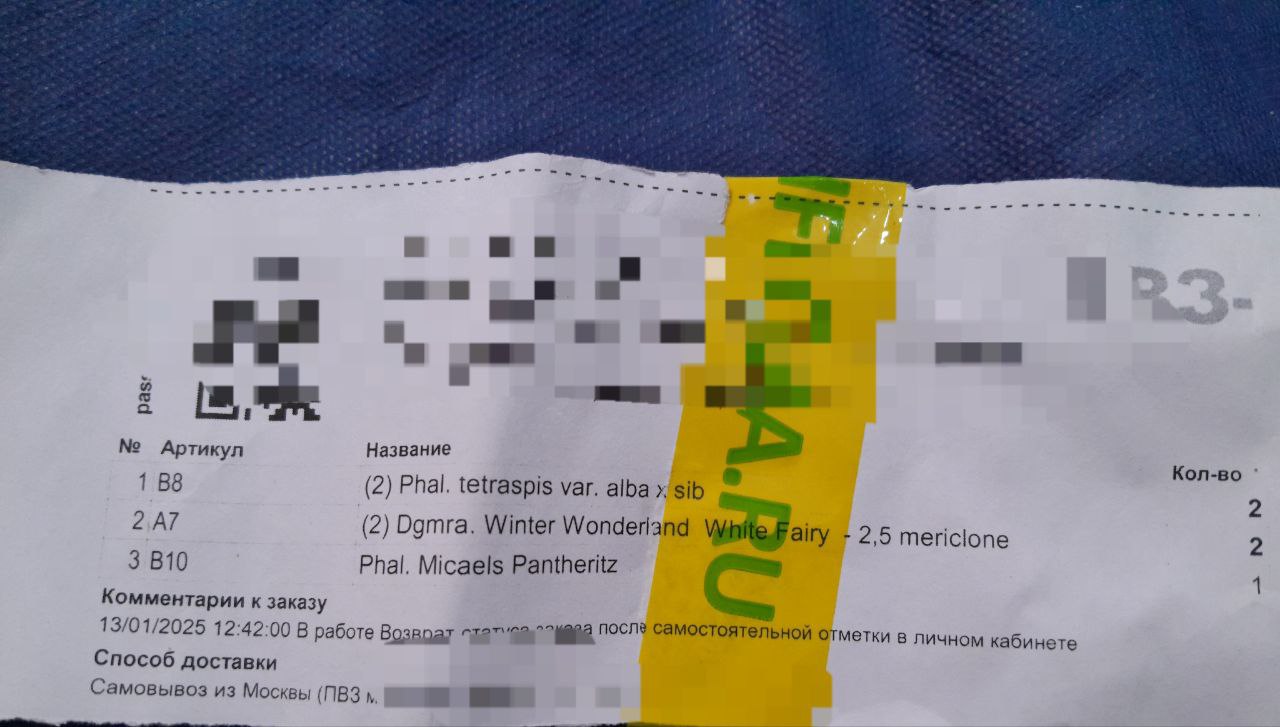 pass
ПВЗ-
№ Артикул Название Кол-во
1 B8 (2) Phal. tetraspis var. alba x sib 2
2 A7 (2) Dgmra. Winter Wonderland White Fairy - 2,5 mericlone 2
3 B10 Phal. Micaels Pantheritz 1
Комментарии к заказу
13/01/2025 12:42:00 В работе Возврат статуса заказа после самостоятельной отметки в личном кабинете
Способ доставки
Самовывоз из Москвы (ПВЗ м.
A.RU